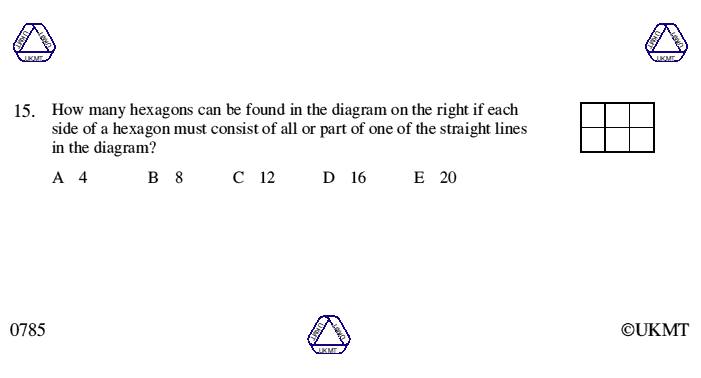 UKMT UKMT UKMT
UKMT UKMT UKMT
15. How many hexagons can be found in the diagram on the right if each
side of a hexagon must consist of all or part of one of the straight lines
in the diagram?
A 4 B 8 C 12 D 16 E 20
0785
UKMT UKMT UKMT
©UKMT